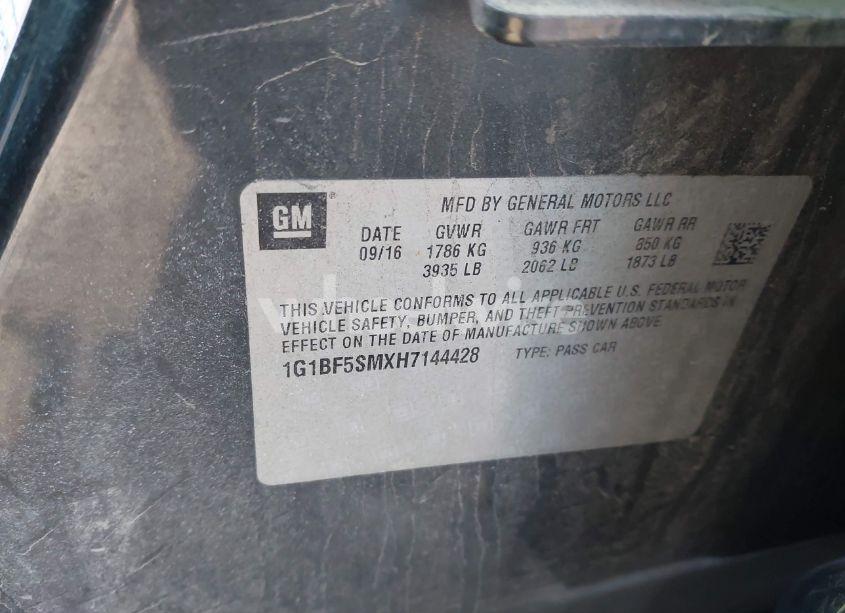 GM
MFD BY GENERAL MOTORS LLC
DATE GVWR GAWR FRT GAWR RR
09/16 1786 KG 936 KG 850 KG
3935 LB 2062 LB 1873 LB
THIS VEHICLE CONFORMS TO ALL APPLICABLE U.S. FEDERAL MOTOR
VEHICLE SAFETY, BUMPER, AND THEFT PREVENTION STANDARDS IN
EFFECT ON THE DATE OF MANUFACTURE SHOWN ABOVE.
1G1BF5SMXH7144428 TYPE: PASS CAR